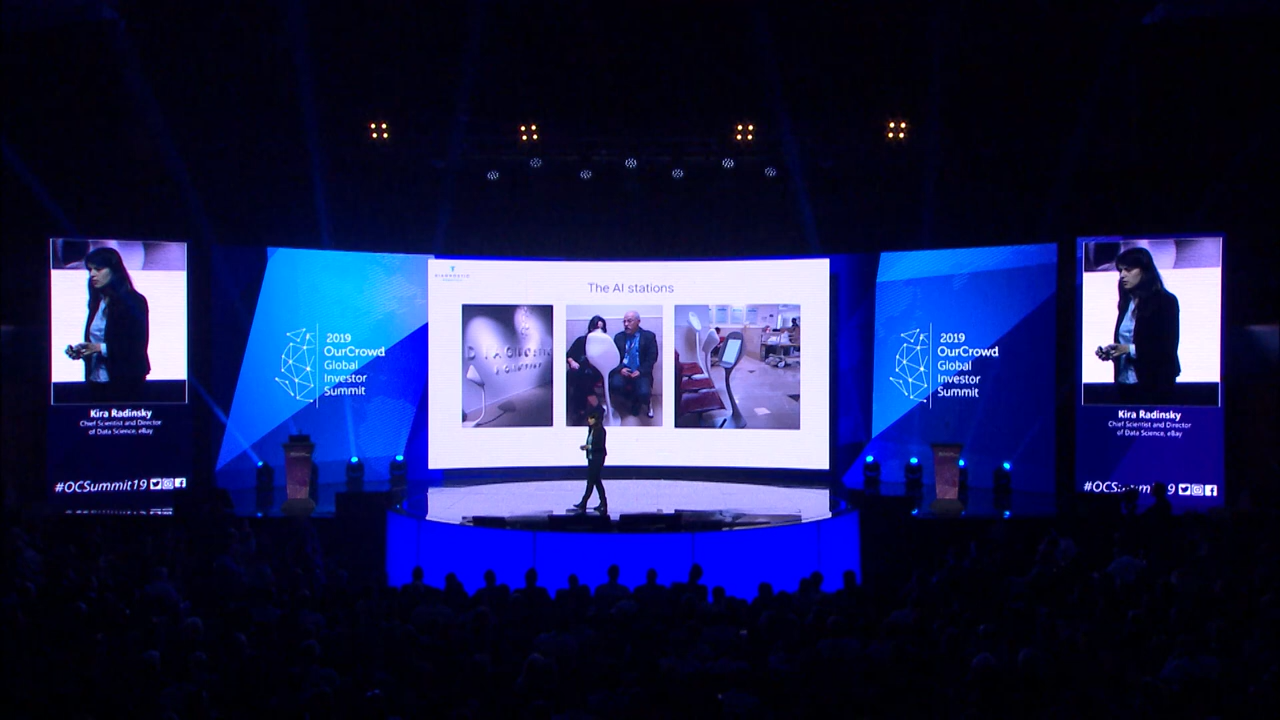 The AI stations
2019
OurCrowd
Global
Investor
Summit
2019
OurCrowd
Global
Investor
Summit
Kira Radinsky
Chief Scientist and Director
of Data Science, eBay
#OCSummit19
Kira Radinsky
Chief Scientist and Director
of Data Science, eBay